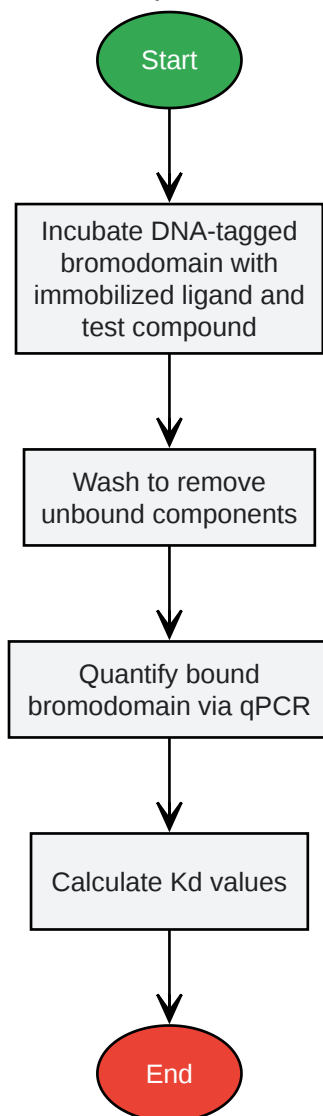 Start
Incubate DNA-tagged
bromodomain with
immobilized ligand and
test compound
Wash to remove
unbound components
Quantify bound
bromodomain via qPCR
Calculate Kd values
End